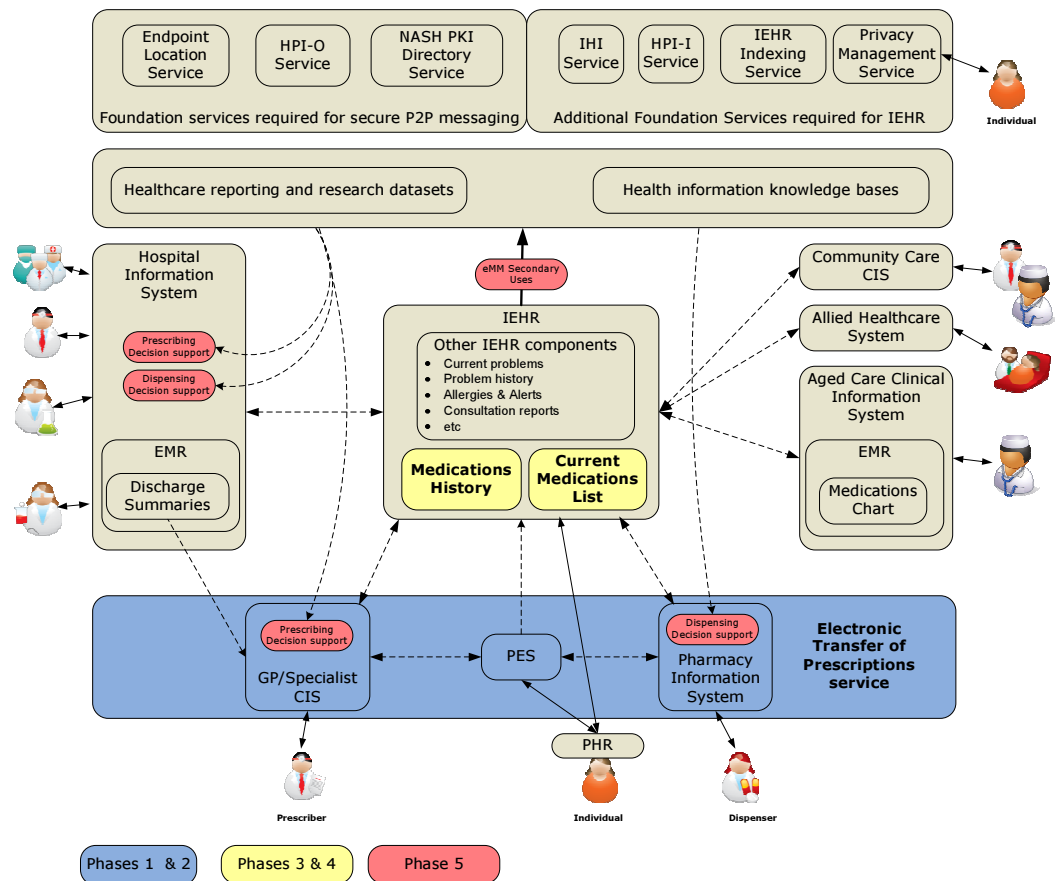 Endpoint
Location
Service
HPI-O
Service
NASH PKI
Directory
Service
Foundation services required for secure P2P messaging
IHI
Service
HPI-I
Service
IEHR
Indexing
Service
Privacy
Management
Service
Additional Foundation Services required for IEHR
Individual
Healthcare reporting and research datasets
Health information knowledge bases
Hospital
Information
System
Prescribing
Decision support
Dispensing
Decision support
EMR
Discharge
Summaries
eMM Secondary
Uses
IEHR
Other IEHR components
• Current problems
• Problem history
• Allergies & Alerts
• Consultation reports
• etc
Medications
History
Current
Medications
List
Community Care
CIS
Allied Healthcare
System
Aged Care Clinical
Information
System
EMR
Medications
Chart
Prescribing
Decision support
GP/Specialist
CIS
PES
Dispensing
Decision support
Pharmacy
Information
System
Electronic
Transfer of
Prescriptions
service
PHR
Prescriber
Individual
Dispenser
Phases 1 & 2
Phases 3 & 4
Phase 5